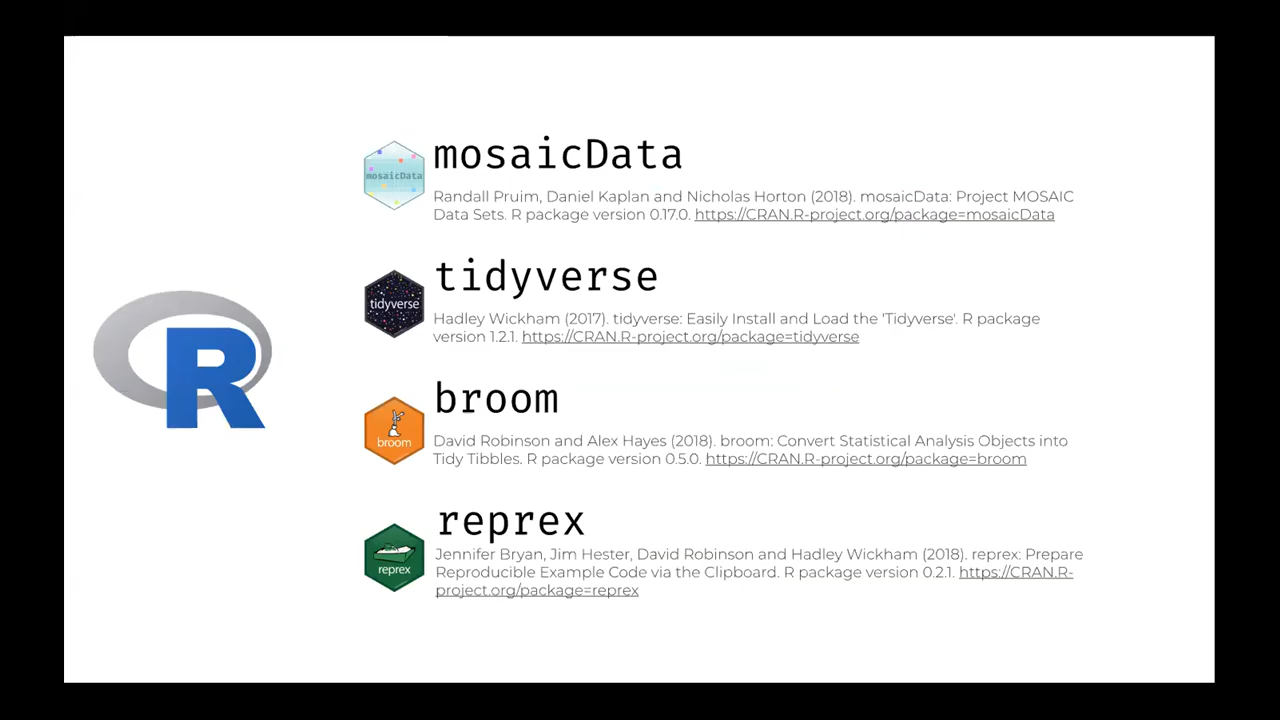 mosaicData
mosaicData
Randall Pruim, Daniel Kaplan and Nicholas Horton (2018). mosaicData: Project MOSAIC
Data Sets. R package version 0.17.0. https://CRAN.R-project.org/package=mosaicData
tidyverse
tidyverse
Hadley Wickham (2017). tidyverse: Easily Install and Load the 'Tidyverse'. R package
version 1.2.1. https://CRAN.R-project.org/package=tidyverse
R
broom
broom
David Robinson and Alex Hayes (2018). broom: Convert Statistical Analysis Objects into
Tidy Tibbles. R package version 0.5.0. https://CRAN.R-project.org/package=broom
reprex
reprex
Jennifer Bryan, Jim Hester, David Robinson and Hadley Wickham (2018). reprex: Prepare
Reproducible Example Code via the Clipboard. R package version 0.2.1. https://CRAN.R-
project.org/package=reprex